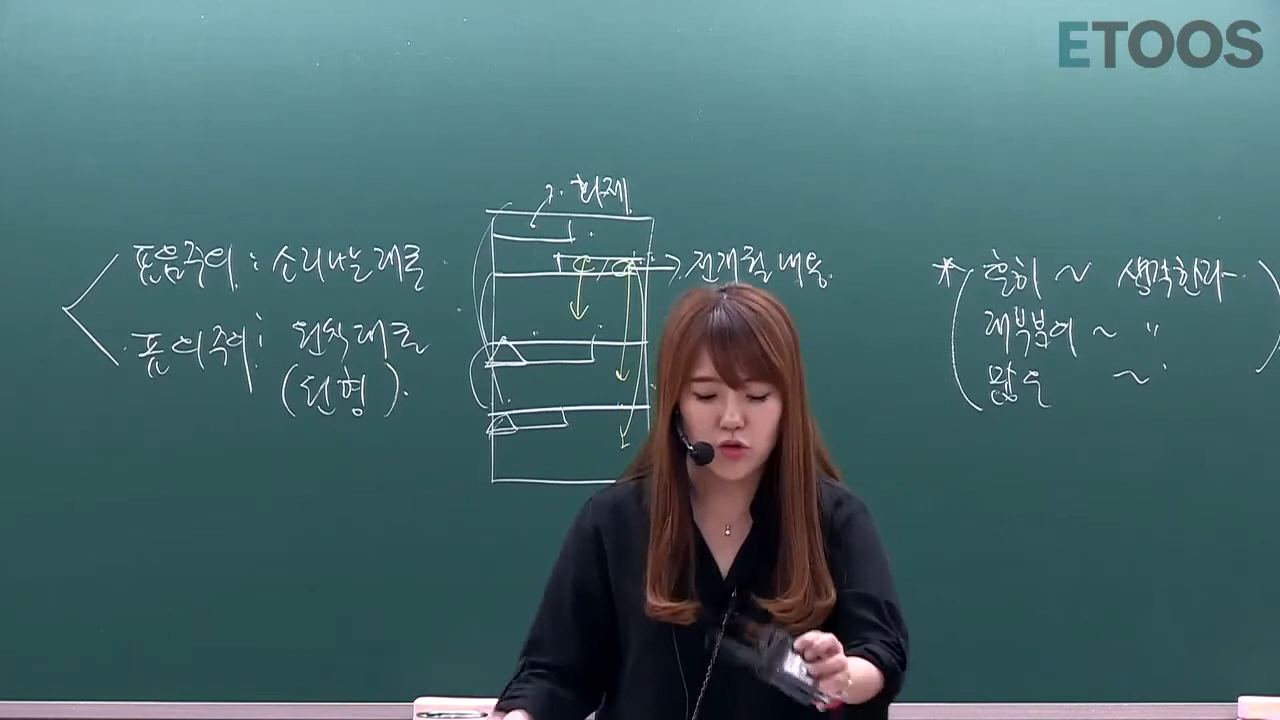 ETOOS
?. 화제
표음주의 : 소리나는대로
→ 전개될 내용.
표의주의 : 원칙대로
(원형).
* 흔히 ~ 생각한다.
대부분이 ~ "
많은 ~ "